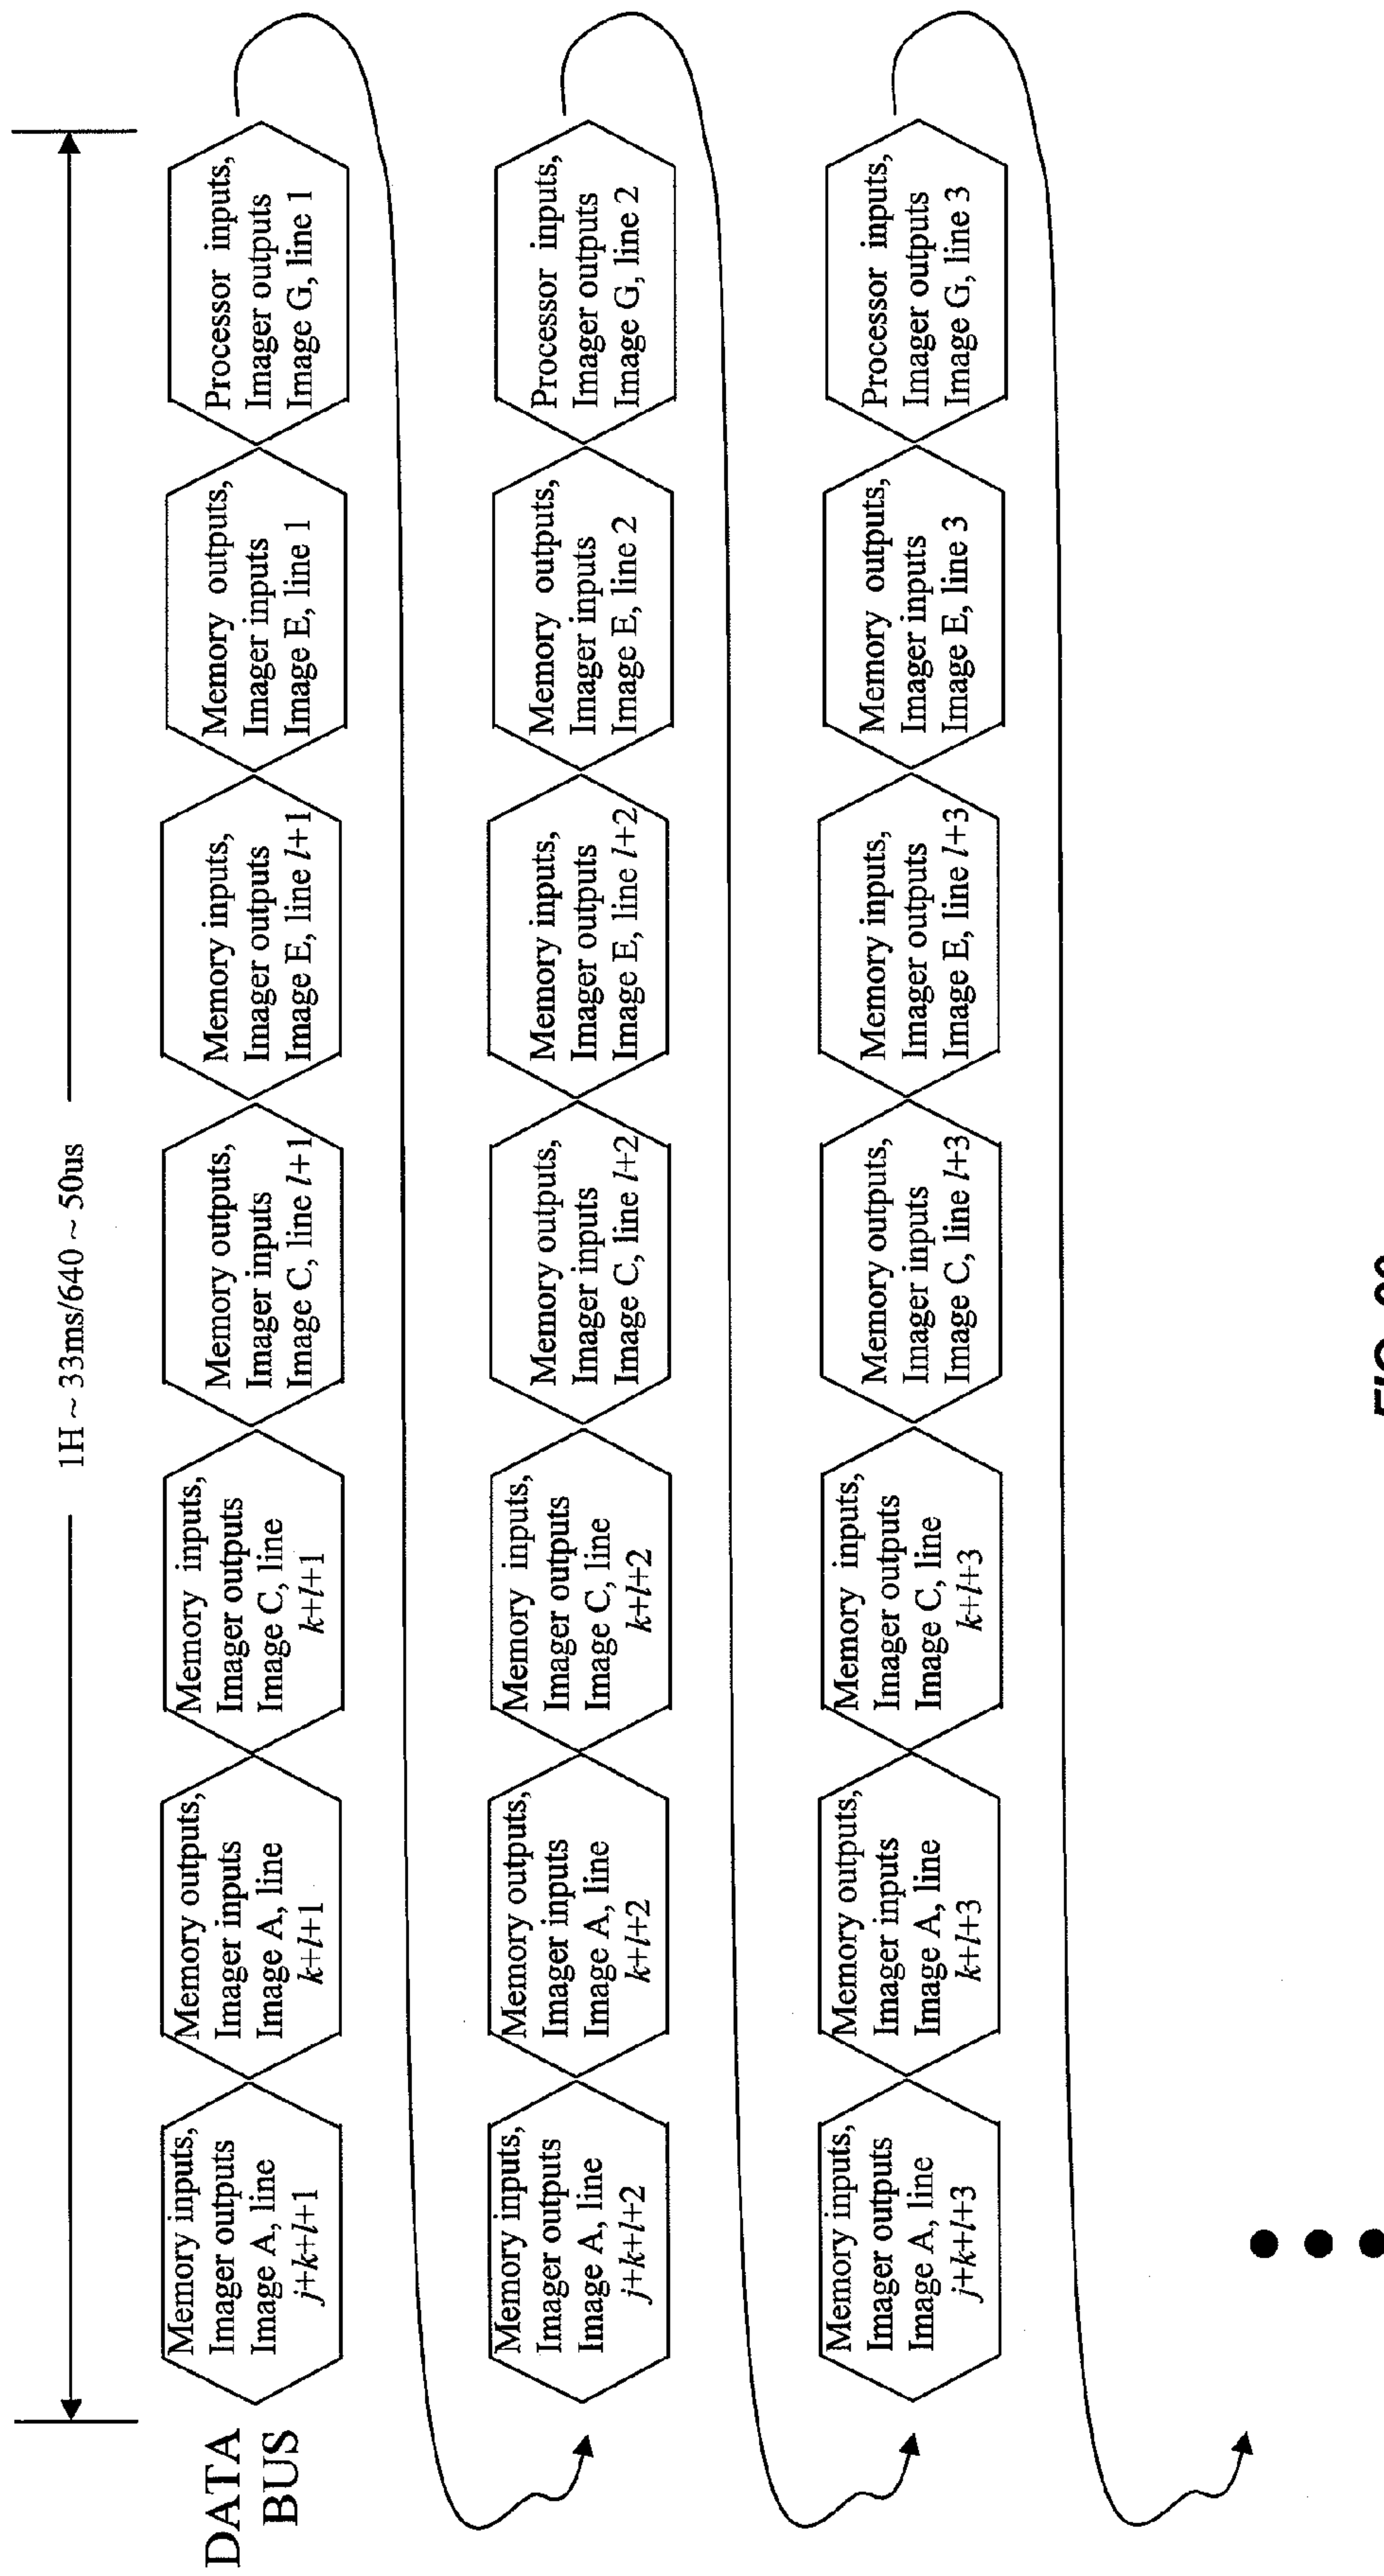 1H ~ 33ms/640 ~ 50us
DATA
BUS
Memory inputs,
Imager outputs
Image A, line
j+k+l+1
Memory outputs,
Imager inputs
Image A, line
k+l+1
Memory inputs,
Imager outputs
Image C, line
k+l+1
Memory outputs,
Imager inputs
Image C, line l+1
Memory inputs,
Imager outputs
Image E, line l+1
Memory outputs,
Imager inputs
Image E, line 1
Processor inputs,
Imager outputs
Image G, line 1
Memory inputs,
Imager outputs
Image A, line
j+k+l+2
Memory outputs,
Imager inputs
Image A, line
k+l+2
Memory inputs,
Imager outputs
Image C, line
k+l+2
Memory outputs,
Imager inputs
Image C, line l+2
Memory inputs,
Imager outputs
Image E, line l+2
Memory outputs,
Imager inputs
Image E, line 2
Processor inputs,
Imager outputs
Image G, line 2
Memory inputs,
Imager outputs
Image A, line
j+k+l+3
Memory outputs,
Imager inputs
Image A, line
k+l+3
Memory inputs,
Imager outputs
Image C, line
k+l+3
Memory outputs,
Imager inputs
Image C, line l+3
Memory inputs,
Imager outputs
Image E, line l+3
Memory outputs,
Imager inputs
Image E, line 3
Processor inputs,
Imager outputs
Image G, line 3